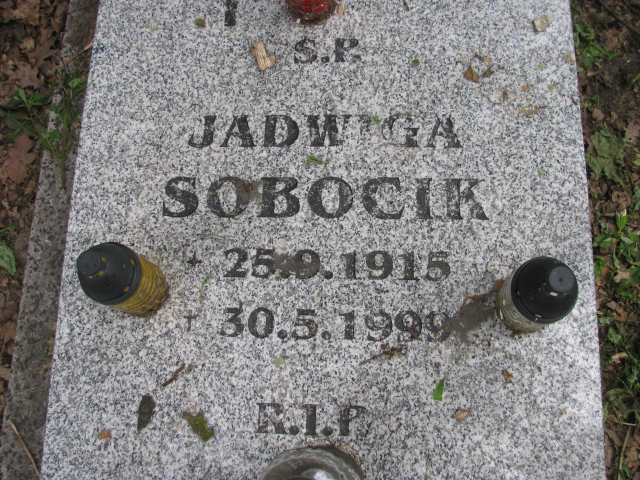 Ś.P.
JADWIGA
SOBOCIK
* 25.9.1915
† 30.5.1999
R.I.P